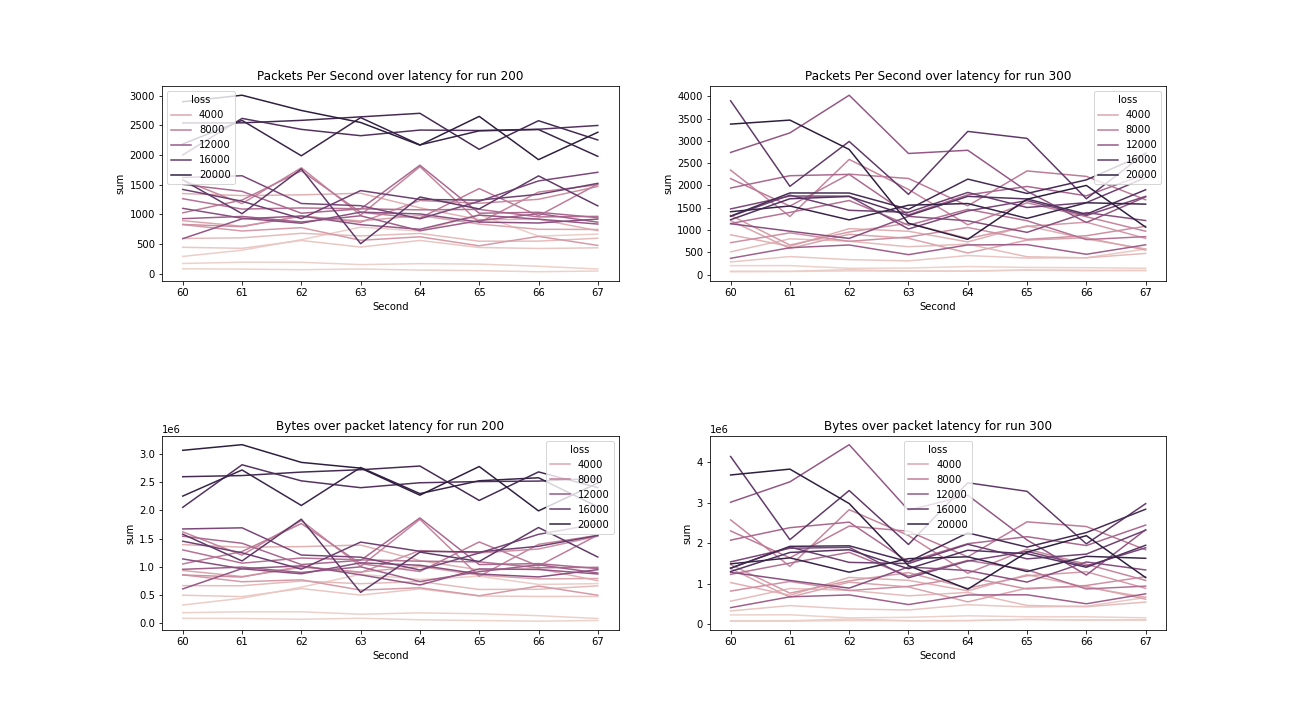 Packets Per Second over latency for run 200
3000
2500
2000
1500
1000
500
0
sum
loss
4000
8000
12000
16000
20000
60 61 62 63 64 65 66 67
Second
Packets Per Second over latency for run 300
4000
3500
3000
2500
2000
1500
1000
500
0
sum
loss
4000
8000
12000
16000
20000
60 61 62 63 64 65 66 67
Second
Bytes over packet latency for run 200
1e6
3.0
2.5
2.0
1.5
1.0
0.5
0.0
sum
loss
4000
8000
12000
16000
20000
60 61 62 63 64 65 66 67
Second
Bytes over packet latency for run 300
1e6
4
3
2
1
0
sum
loss
4000
8000
12000
16000
20000
60 61 62 63 64 65 66 67
Second